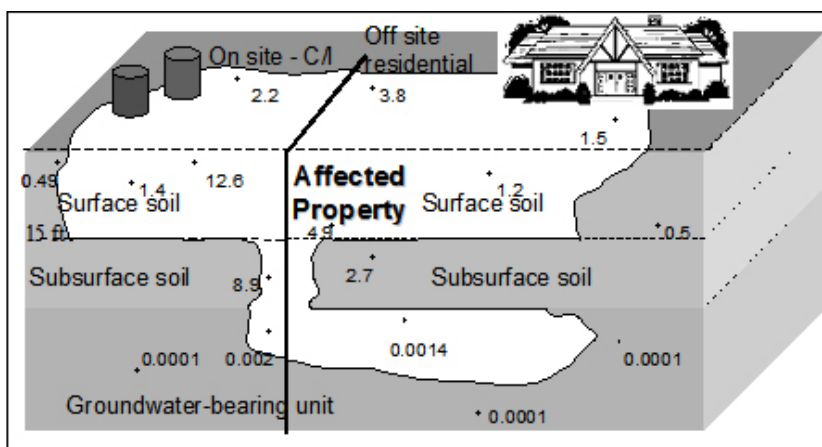 On site - C/I
Off site
residential
2.2
3.8
1.5
0.49
1.4
12.6
Affected
Property
1.2
Surface soil
Surface soil
15 ft
4.9
0.5
Subsurface soil
8.9
2.7
Subsurface soil
0.0001
0.002
0.0014
0.0001
Groundwater-bearing unit
0.0001